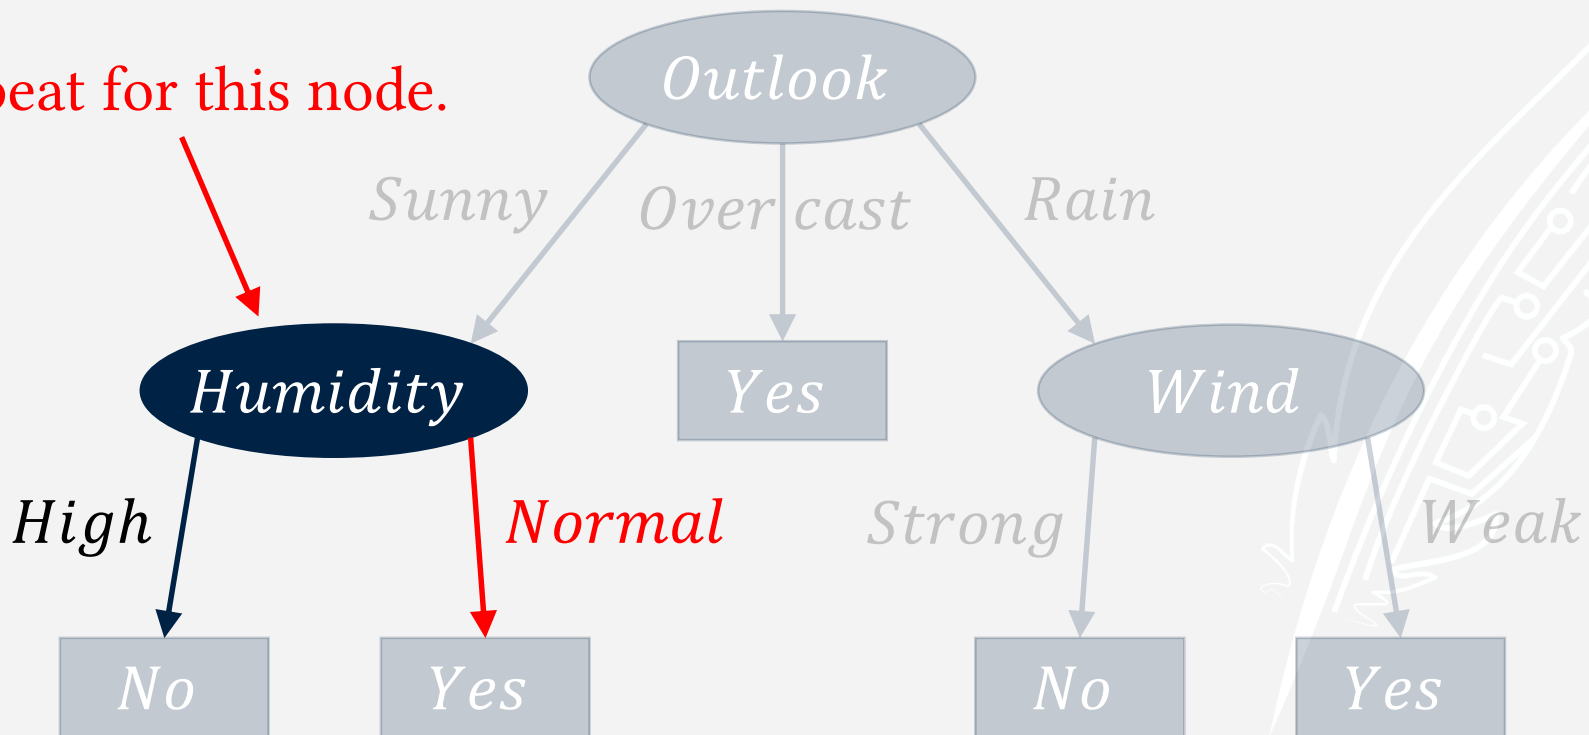 Outlook
peat for this node.
Sunny
Over cast
Rain
Humidity
Yes
Wind
High
Normal
Strong
Weak
No
Yes
No
Yes